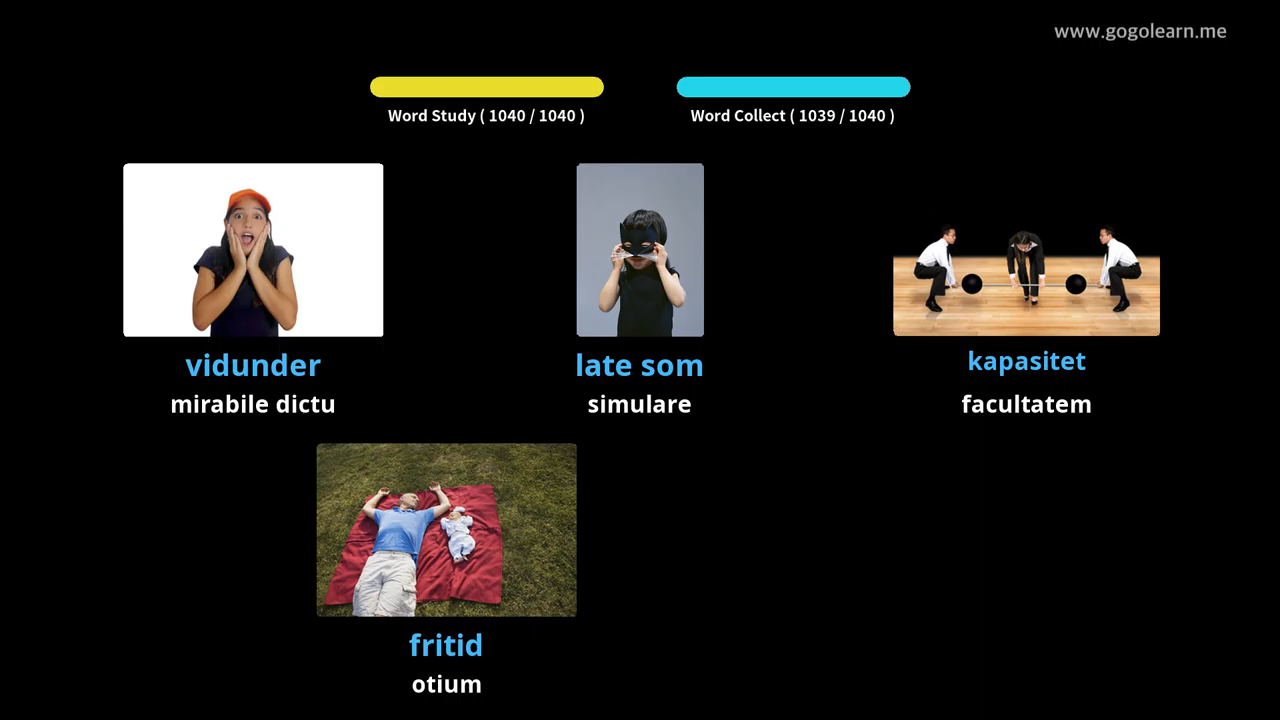 www.gogolearn.me
Word Study ( 1040 / 1040 )
Word Collect ( 1039 / 1040 )
vidunder
mirabile dictu
late som
simulare
kapasitet
facultatem
fritid
otium